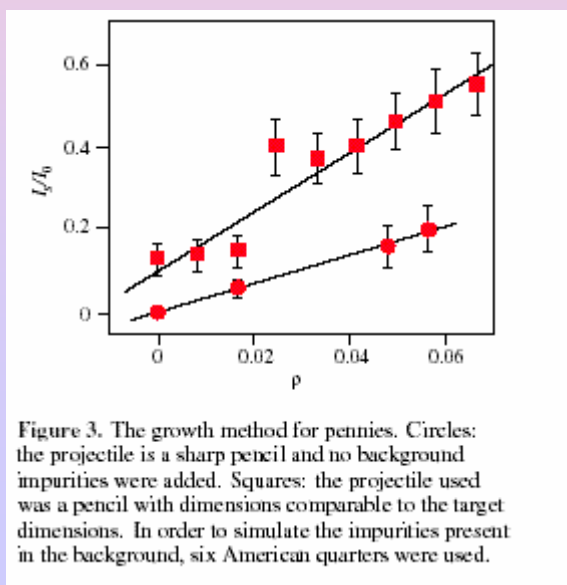 0.6
0.4
0.2
0
I_s/I_0
0 0.02 0.04 0.06
ρ
Figure 3. The growth method for pennies. Circles:
the projectile is a sharp pencil and no background
impurities were added. Squares: the projectile used
was a pencil with dimensions comparable to the target
dimensions. In order to simulate the impurities present
in the background, six American quarters were used.